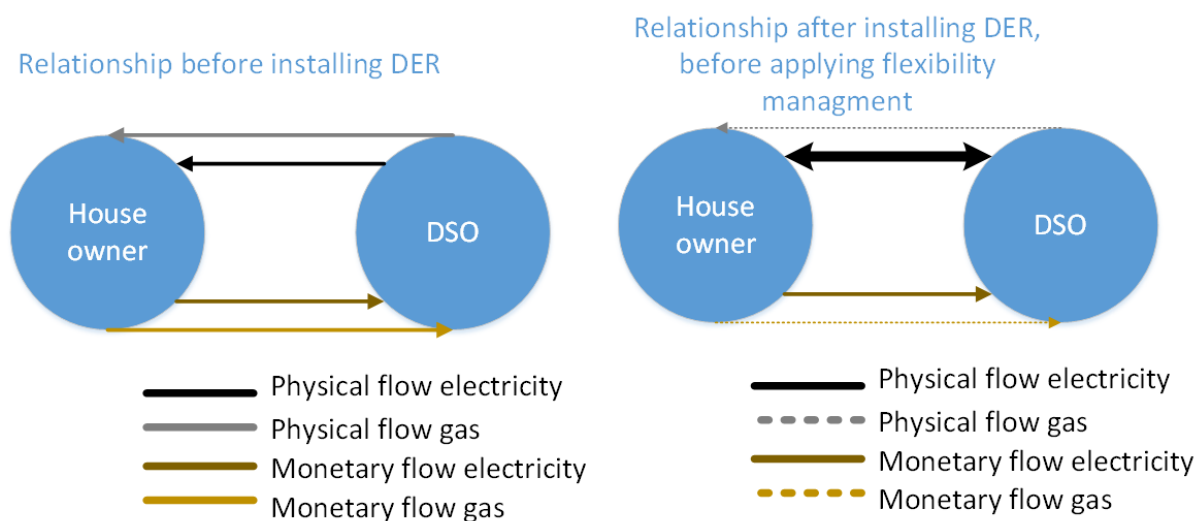 Relationship before installing DER
House
owner
DSO
Physical flow electricity
Physical flow gas
Monetary flow electricity
Monetary flow gas
Relationship after installing DER,
before applying flexibility
managment
House
owner
DSO
Physical flow electricity
Physical flow gas
Monetary flow electricity
Monetary flow gas